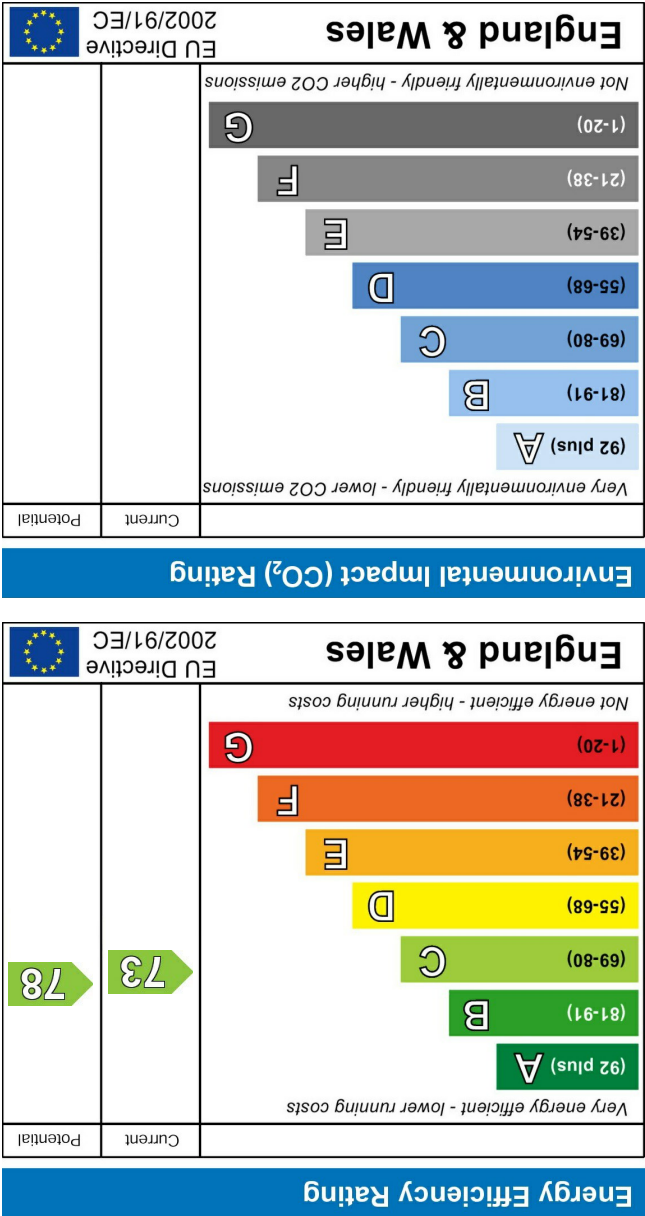 Energy Efficiency Rating
Current Potential
Very energy efficient - lower running costs
(92 plus) A
(81-91) B
(69-80) C
(55-68) D
(39-54) E
(21-38) F
(1-20) G
73
78
Not energy efficient - higher running costs
England & Wales
EU Directive
2002/91/EC
Environmental Impact (CO₂) Rating
Current Potential
Very environmentally friendly - lower CO2 emissions
(92 plus) A
(81-91) B
(69-80) C
(55-68) D
(39-54) E
(21-38) F
(1-20) G
Not environmentally friendly - higher CO2 emissions
England & Wales
EU Directive
2002/91/EC